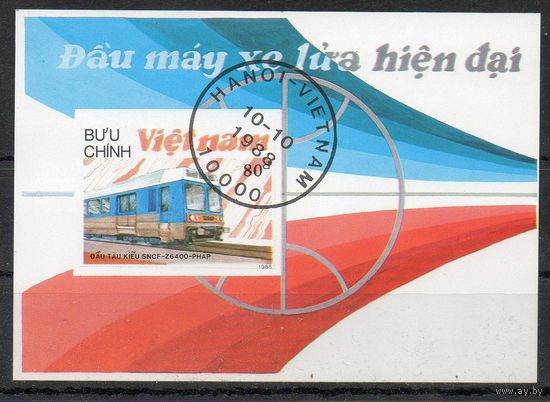 Đầu máy xe lửa hiện đại
HANOI-VIETNAM
10-10
1988
10000
BƯU CHÍNH
Việt nam
80đ
ĐẦU TÀU KIỂU SNCF-Z6400-PHÁP
1988
www.ay.by